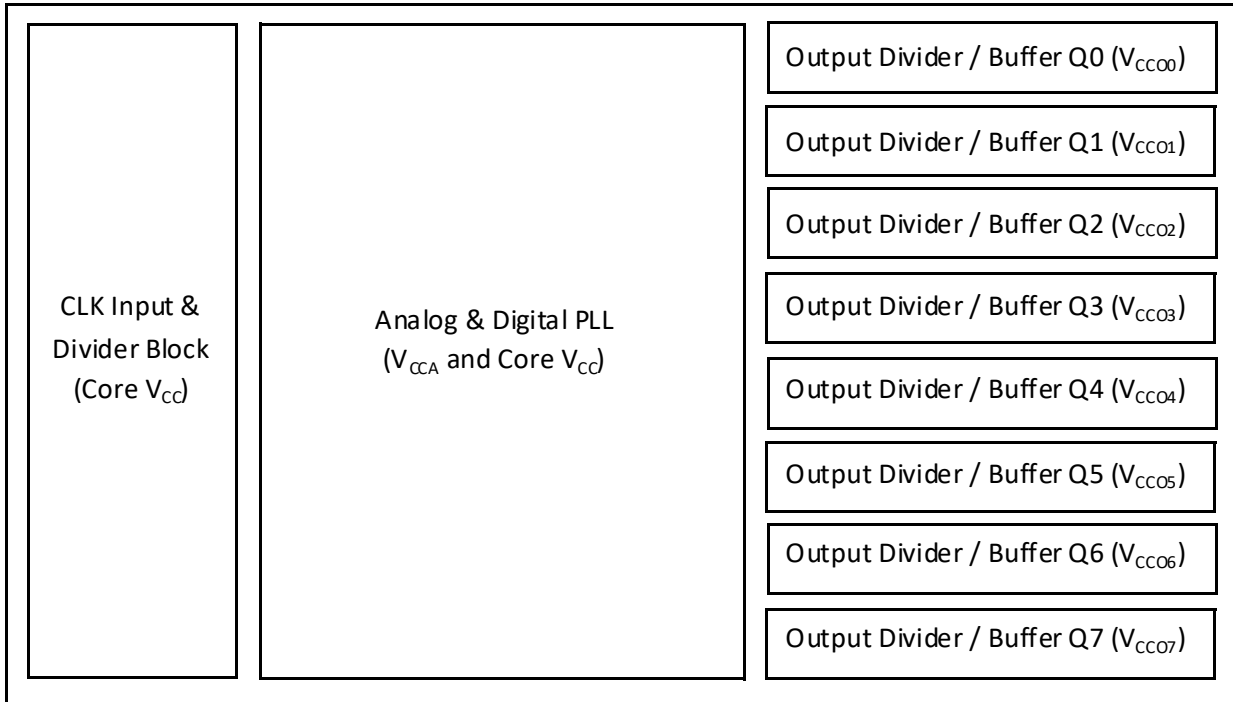 CLK Input &
Divider Block
(Core VCC)
Analog & Digital PLL
(VCCA and Core VCC)
Output Divider / Buffer Q0 (VCCO0)
Output Divider / Buffer Q1 (VCCO1)
Output Divider / Buffer Q2 (VCCO2)
Output Divider / Buffer Q3 (VCCO3)
Output Divider / Buffer Q4 (VCCO4)
Output Divider / Buffer Q5 (VCCO5)
Output Divider / Buffer Q6 (VCCO6)
Output Divider / Buffer Q7 (VCCO7)